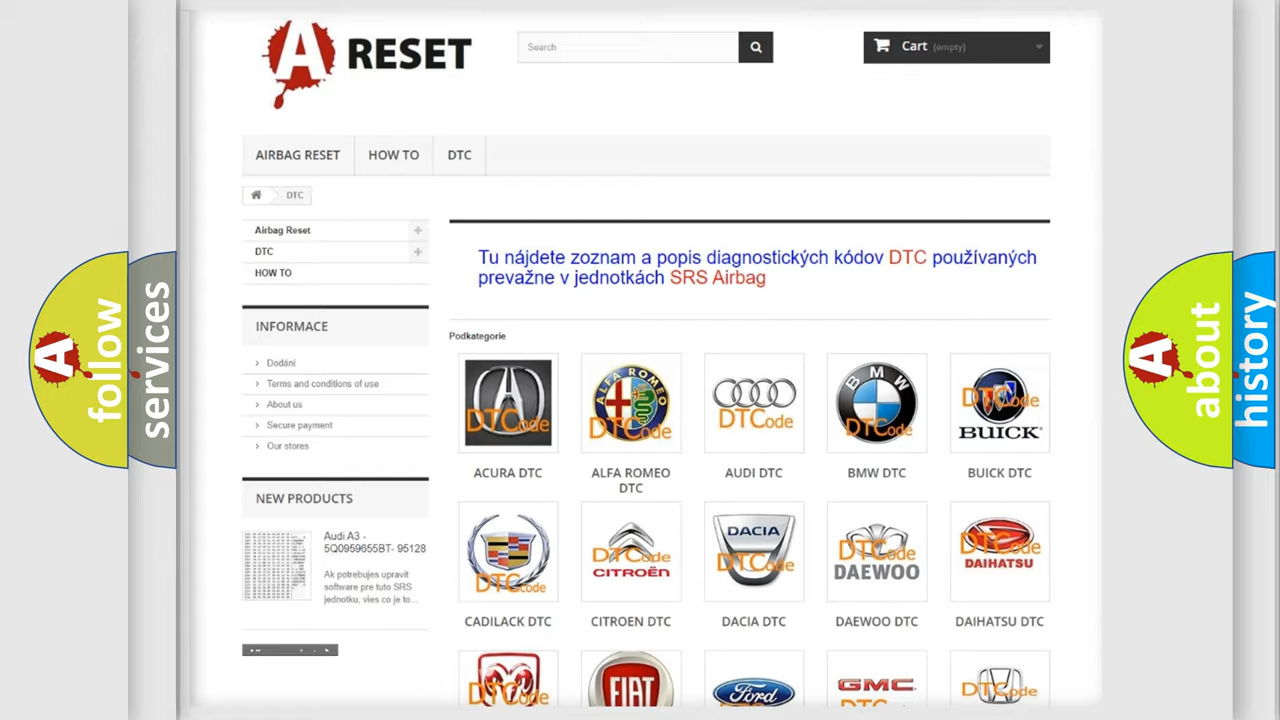 A RESET
Search
Cart (empty)
AIRBAG RESET
HOW TO
DTC
DTC
Airbag Reset
DTC
HOW TO
INFORMACE
Dodání
Terms and conditions of use
About us
Secure payment
Our stores
NEW PRODUCTS
Audi A3 -
5Q0959655BT- 95128
Ak potrebujes upravit
software pre tuto SRS
jednotku, vies co je to...
Tu nájdete zoznam a popis diagnostických kódov DTC používaných
prevažne v jednotkách SRS Airbag
Podkategorie
DTCode
ALFA ROMEO
DTCode
DTCode
BMW
DTCode
DTCode
BUICK
ACURA DTC
ALFA ROMEO
DTC
AUDI DTC
BMW DTC
BUICK DTC
DTCode
DTCode
CITROËN
DACIA
DTCode
DTCode
DAEWOO
DTCode
DAIHATSU
CADILACK DTC
CITROEN DTC
DACIA DTC
DAEWOO DTC
DAIHATSU DTC
DTCode
FIAT
Ford
GMC
DTCode
A follow
services
A about
history